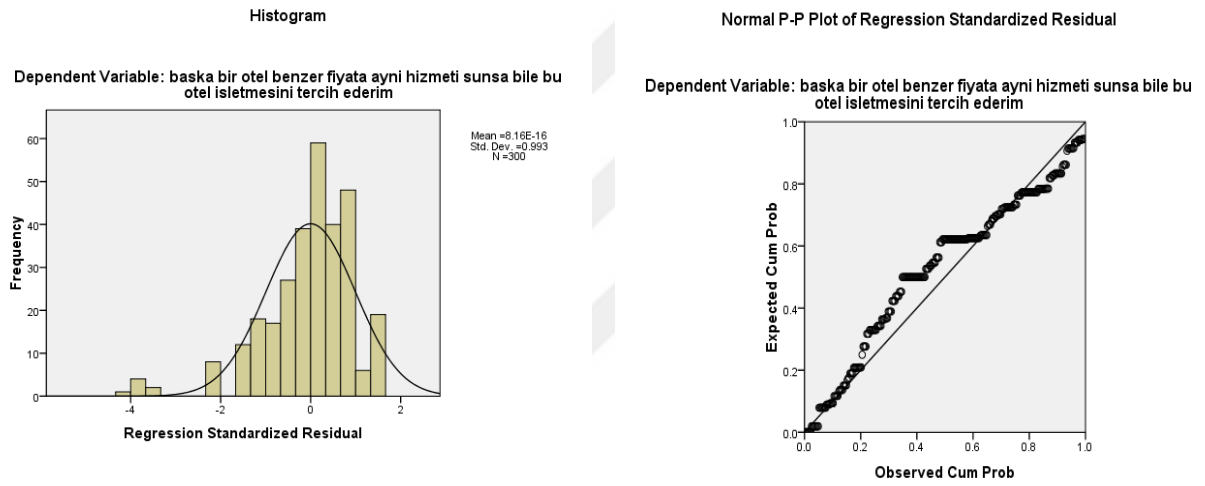 Histogram
Dependent Variable: baska bir otel benzer fiyata ayni hizmeti sunsa bile bu
otel isletmesini tercih ederim
Mean =8.16E-16
Std. Dev. =0.993
N =300
60
50
40
30
20
10
0
Frequency
-4
-2
0
2
Regression Standardized Residual
Normal P-P Plot of Regression Standardized Residual
Dependent Variable: baska bir otel benzer fiyata ayni hizmeti sunsa bile bu
otel isletmesini tercih ederim
1.0
0.8
0.6
0.4
0.2
0.0
Expected Cum Prob
0.0
0.2
0.4
0.6
0.8
1.0
Observed Cum Prob